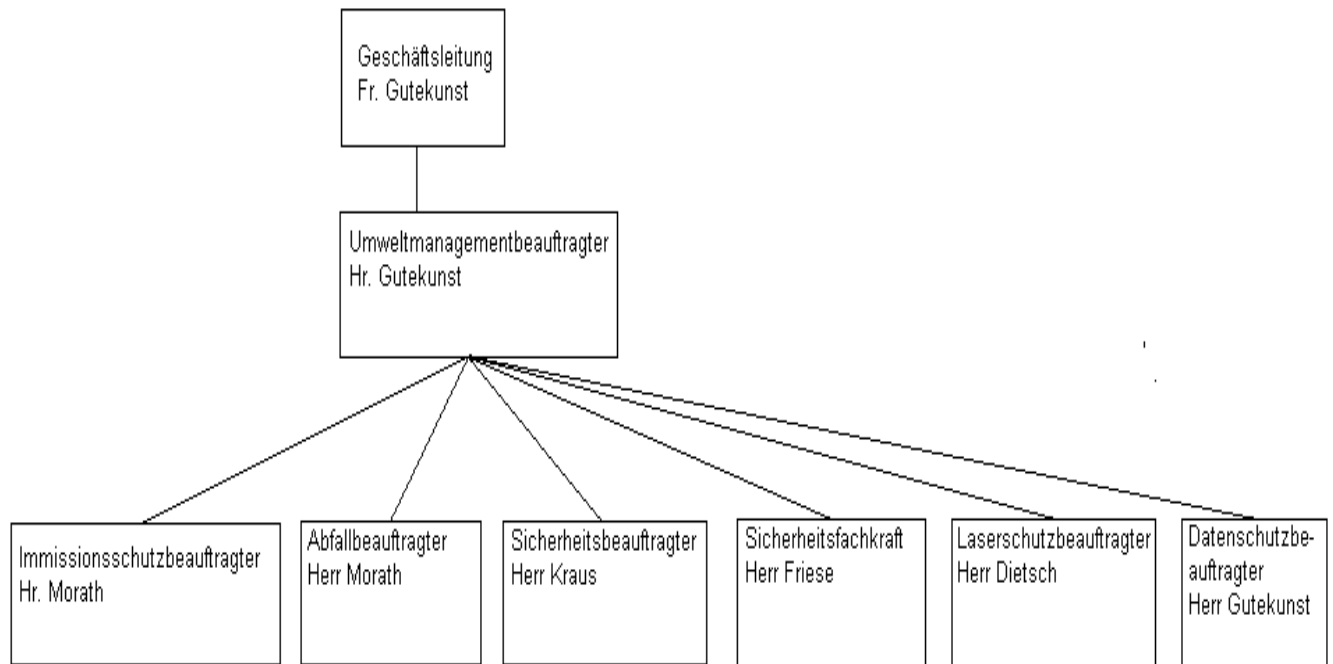 Geschäftsleitung
Fr. Gutekunst
Umweltmanagementbeauftragter
Hr. Gutekunst
Immissionsschutzbeauftragter
Hr. Morath
Abfallbeauftragter
Herr Morath
Sicherheitsbeauftragter
Herr Kraus
Sicherheitsfachkraft
Herr Friese
Laserschutzbeauftragter
Herr Dietsch
Datenschutzbe-
auftragter
Herr Gutekunst